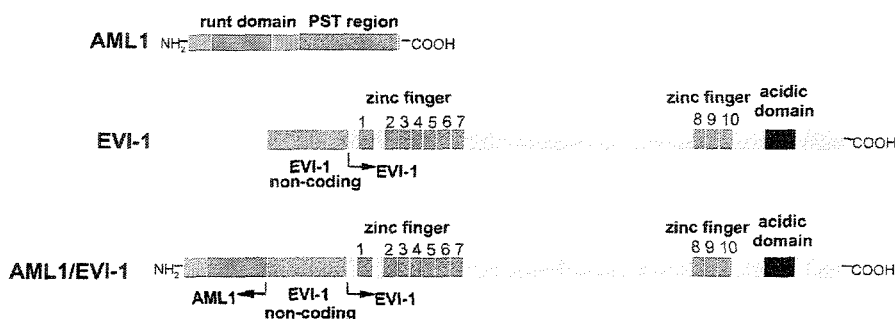 runt domain PST region
AML1 NH2 COOH
zinc finger zinc finger acidic domain
1 2 3 4 5 6 7 8 9 10
EVI-1 COOH
EVI-1 non-coding EVI-1
zinc finger zinc finger acidic domain
1 2 3 4 5 6 7 8 9 10
AML1/EVI-1 NH2 COOH
AML1 EVI-1 non-coding EVI-1